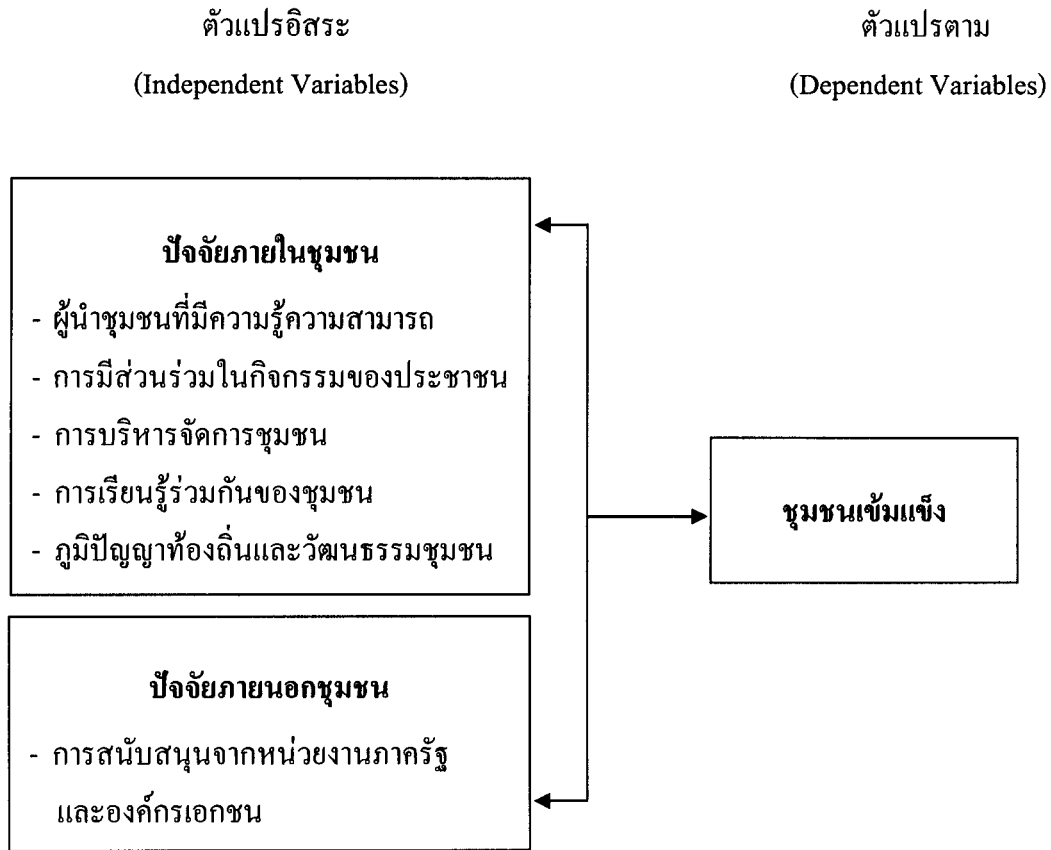 ตัวแปรอิสระ
(Independent Variables)
ตัวแปรตาม
(Dependent Variables)
ปัจจัยภายในชุมชน
- ผู้นำชุมชนที่มีความรู้ความสามารถ
- การมีส่วนร่วมในกิจกรรมของประชาชน
- การบริหารจัดการชุมชน
- การเรียนรู้ร่วมกันของชุมชน
- ภูมิปัญญาท้องถิ่นและวัฒนธรรมชุมชน
ชุมชนเข้มแข็ง
ปัจจัยภายนอกชุมชน
- การสนับสนุนจากหน่วยงานภาครัฐ
และองค์กรเอกชน